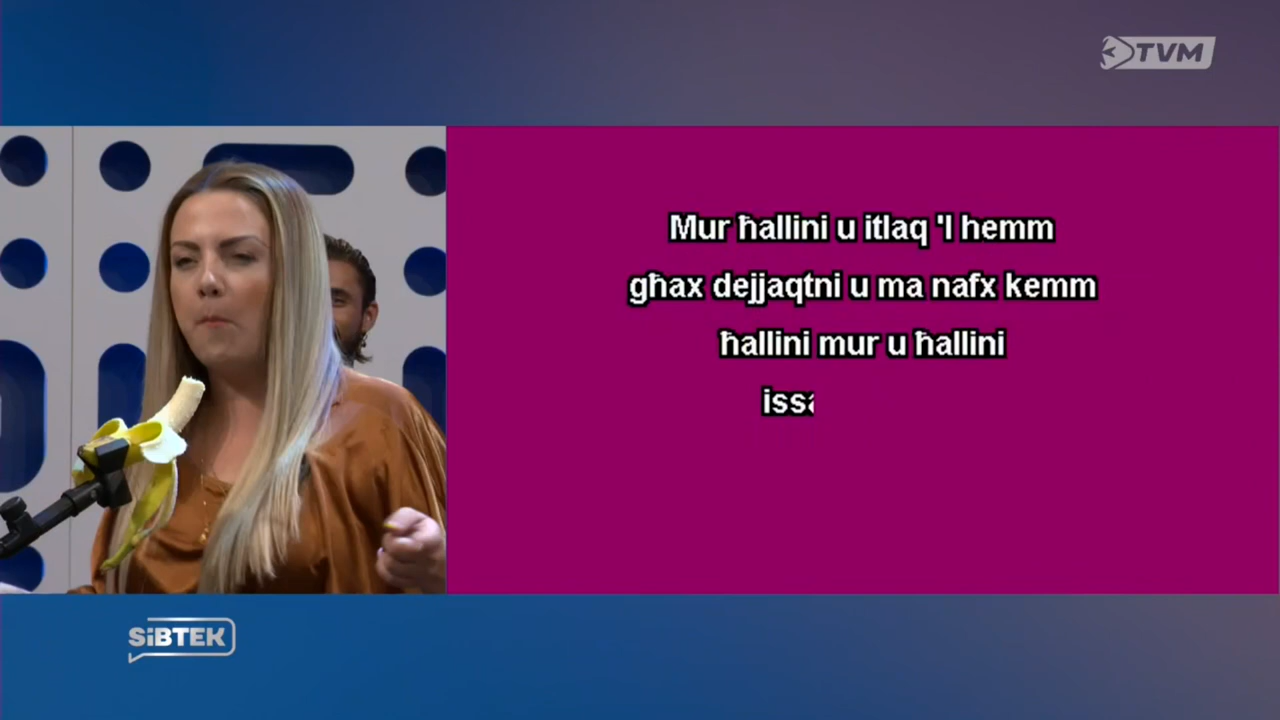 TVM
Mur ħallini u itlaq 'l hemm
għax dejjaqtni u ma nafx kemm
ħallini mur u ħallini
SiBTEK